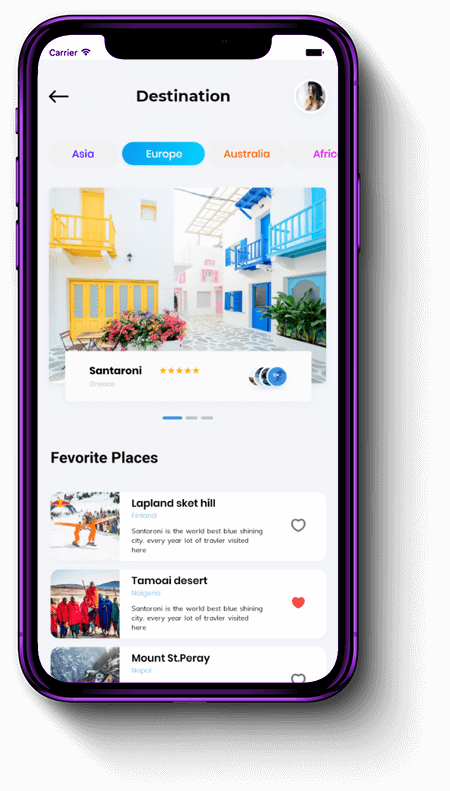 Carrier
Destination
Asia
Europe
Australia
Afric
Santaroni
Greece
Fevorite Places
Lapland sket hill
Finland
Santoroni is the world best blue shining
city. every year lot of travler visited
here
Tamoai desert
Naigeria
Santoroni is the world best blue shining
city. every year lot of travler visited
here
Mount St.Peray
Nepal